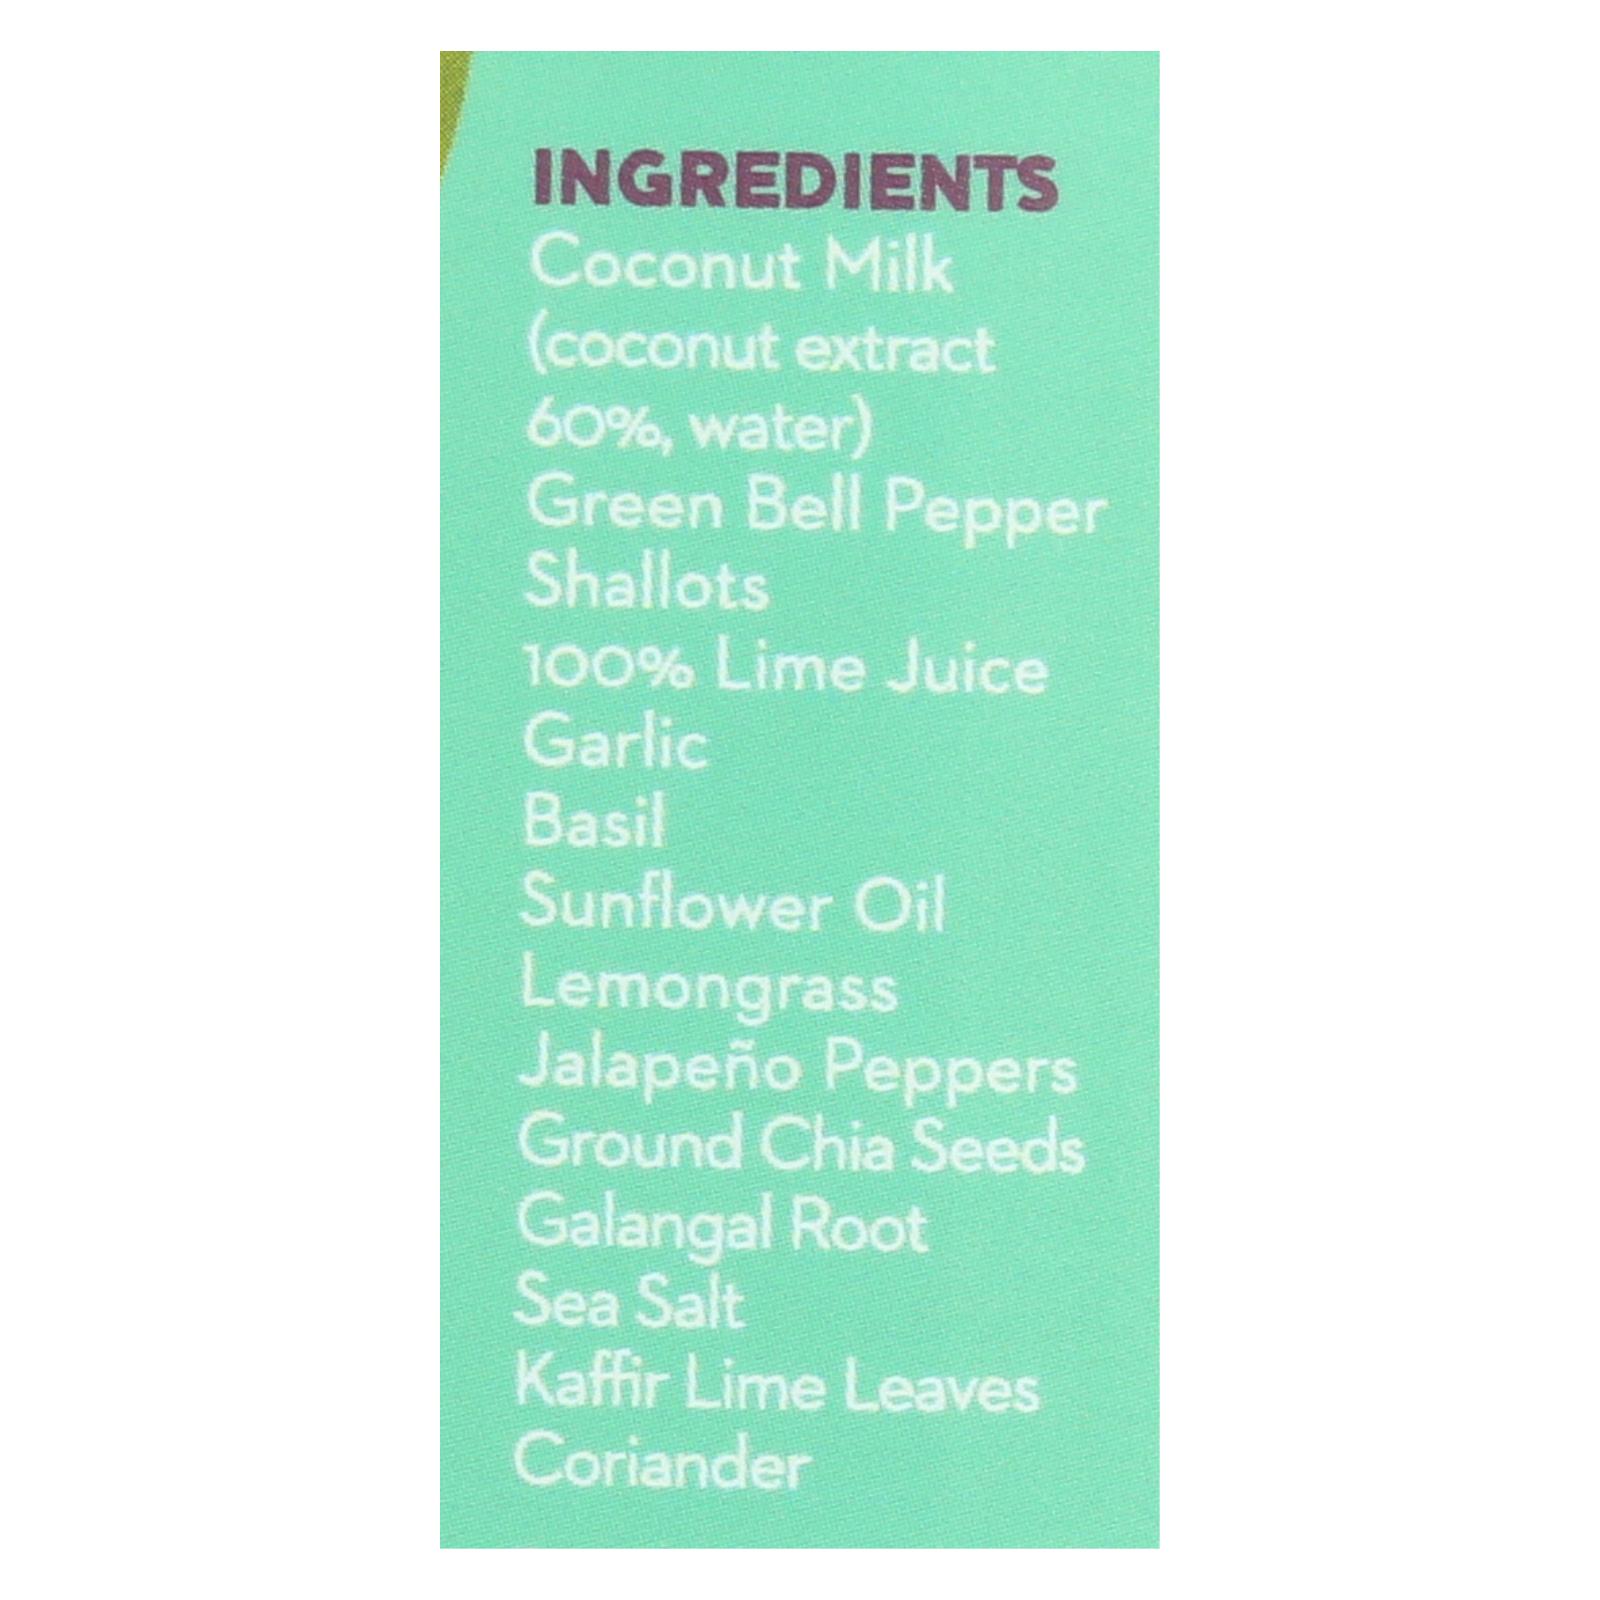 INGREDIENTS
Coconut Milk
(coconut extract
60%, water)
Green Bell Pepper
Shallots
100% Lime Juice
Garlic
Basil
Sunflower Oil
Lemongrass
Jalapeño Peppers
Ground Chia Seeds
Galangal Root
Sea Salt
Kaffir Lime Leaves
Coriander